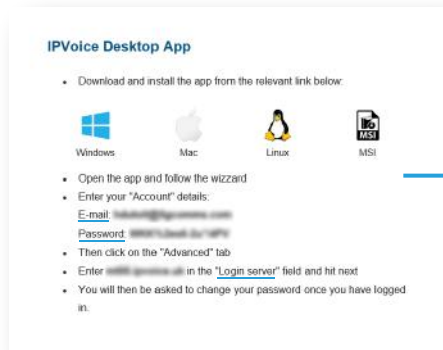 IPVoice Desktop App
• Download and install the app from the relevant link below:
MSI
Windows Mac Linux MSI
• Open the app and follow the wizzard
• Enter your "Account" details:
E-mail:
Password:
• Then click on the "Advanced" tab
• Enter in the "Login server" field and hit next
• You will then be asked to change your password once you have logged
in.